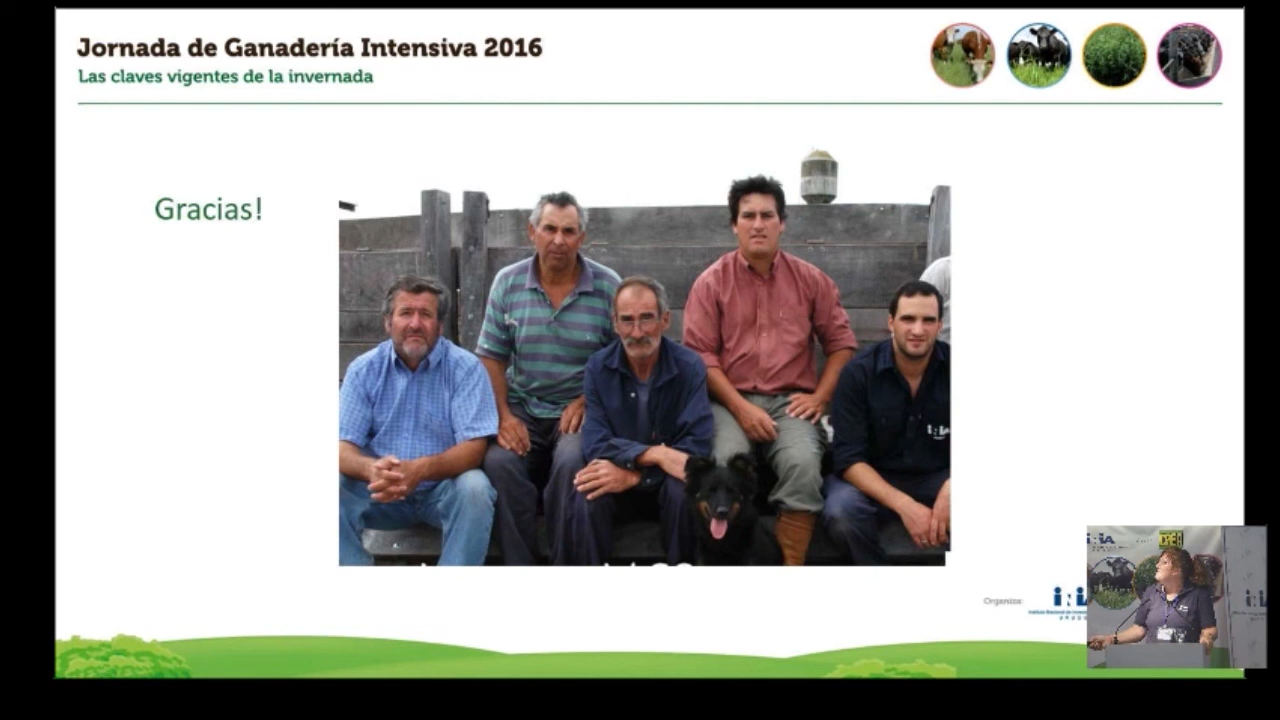 Jornada de Ganadería Intensiva 2016
Las claves vigentes de la invernada
Gracias!
Organiza: